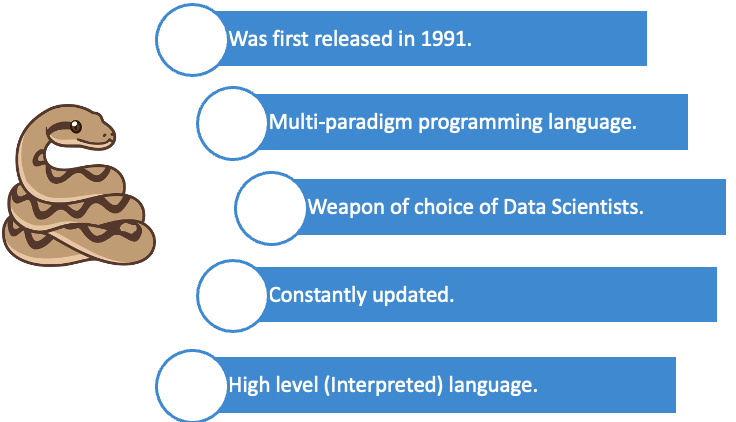 Was first released in 1991.
Multi-paradigm programming language.
Weapon of choice of Data Scientists.
Constantly updated.
High level (Interpreted) language.